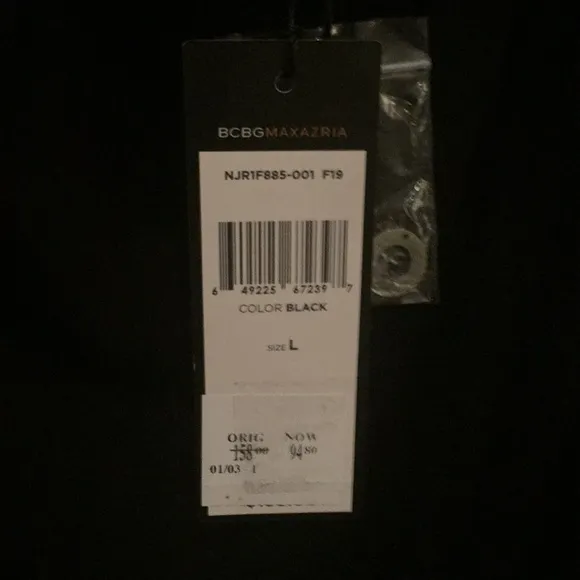 BCBGMAXAZRIA
NJR1F885-001 F19
6 49225 67239 7
COLOR BLACK
SIZE L
ORIG NOW
158 00 94 80
01/03